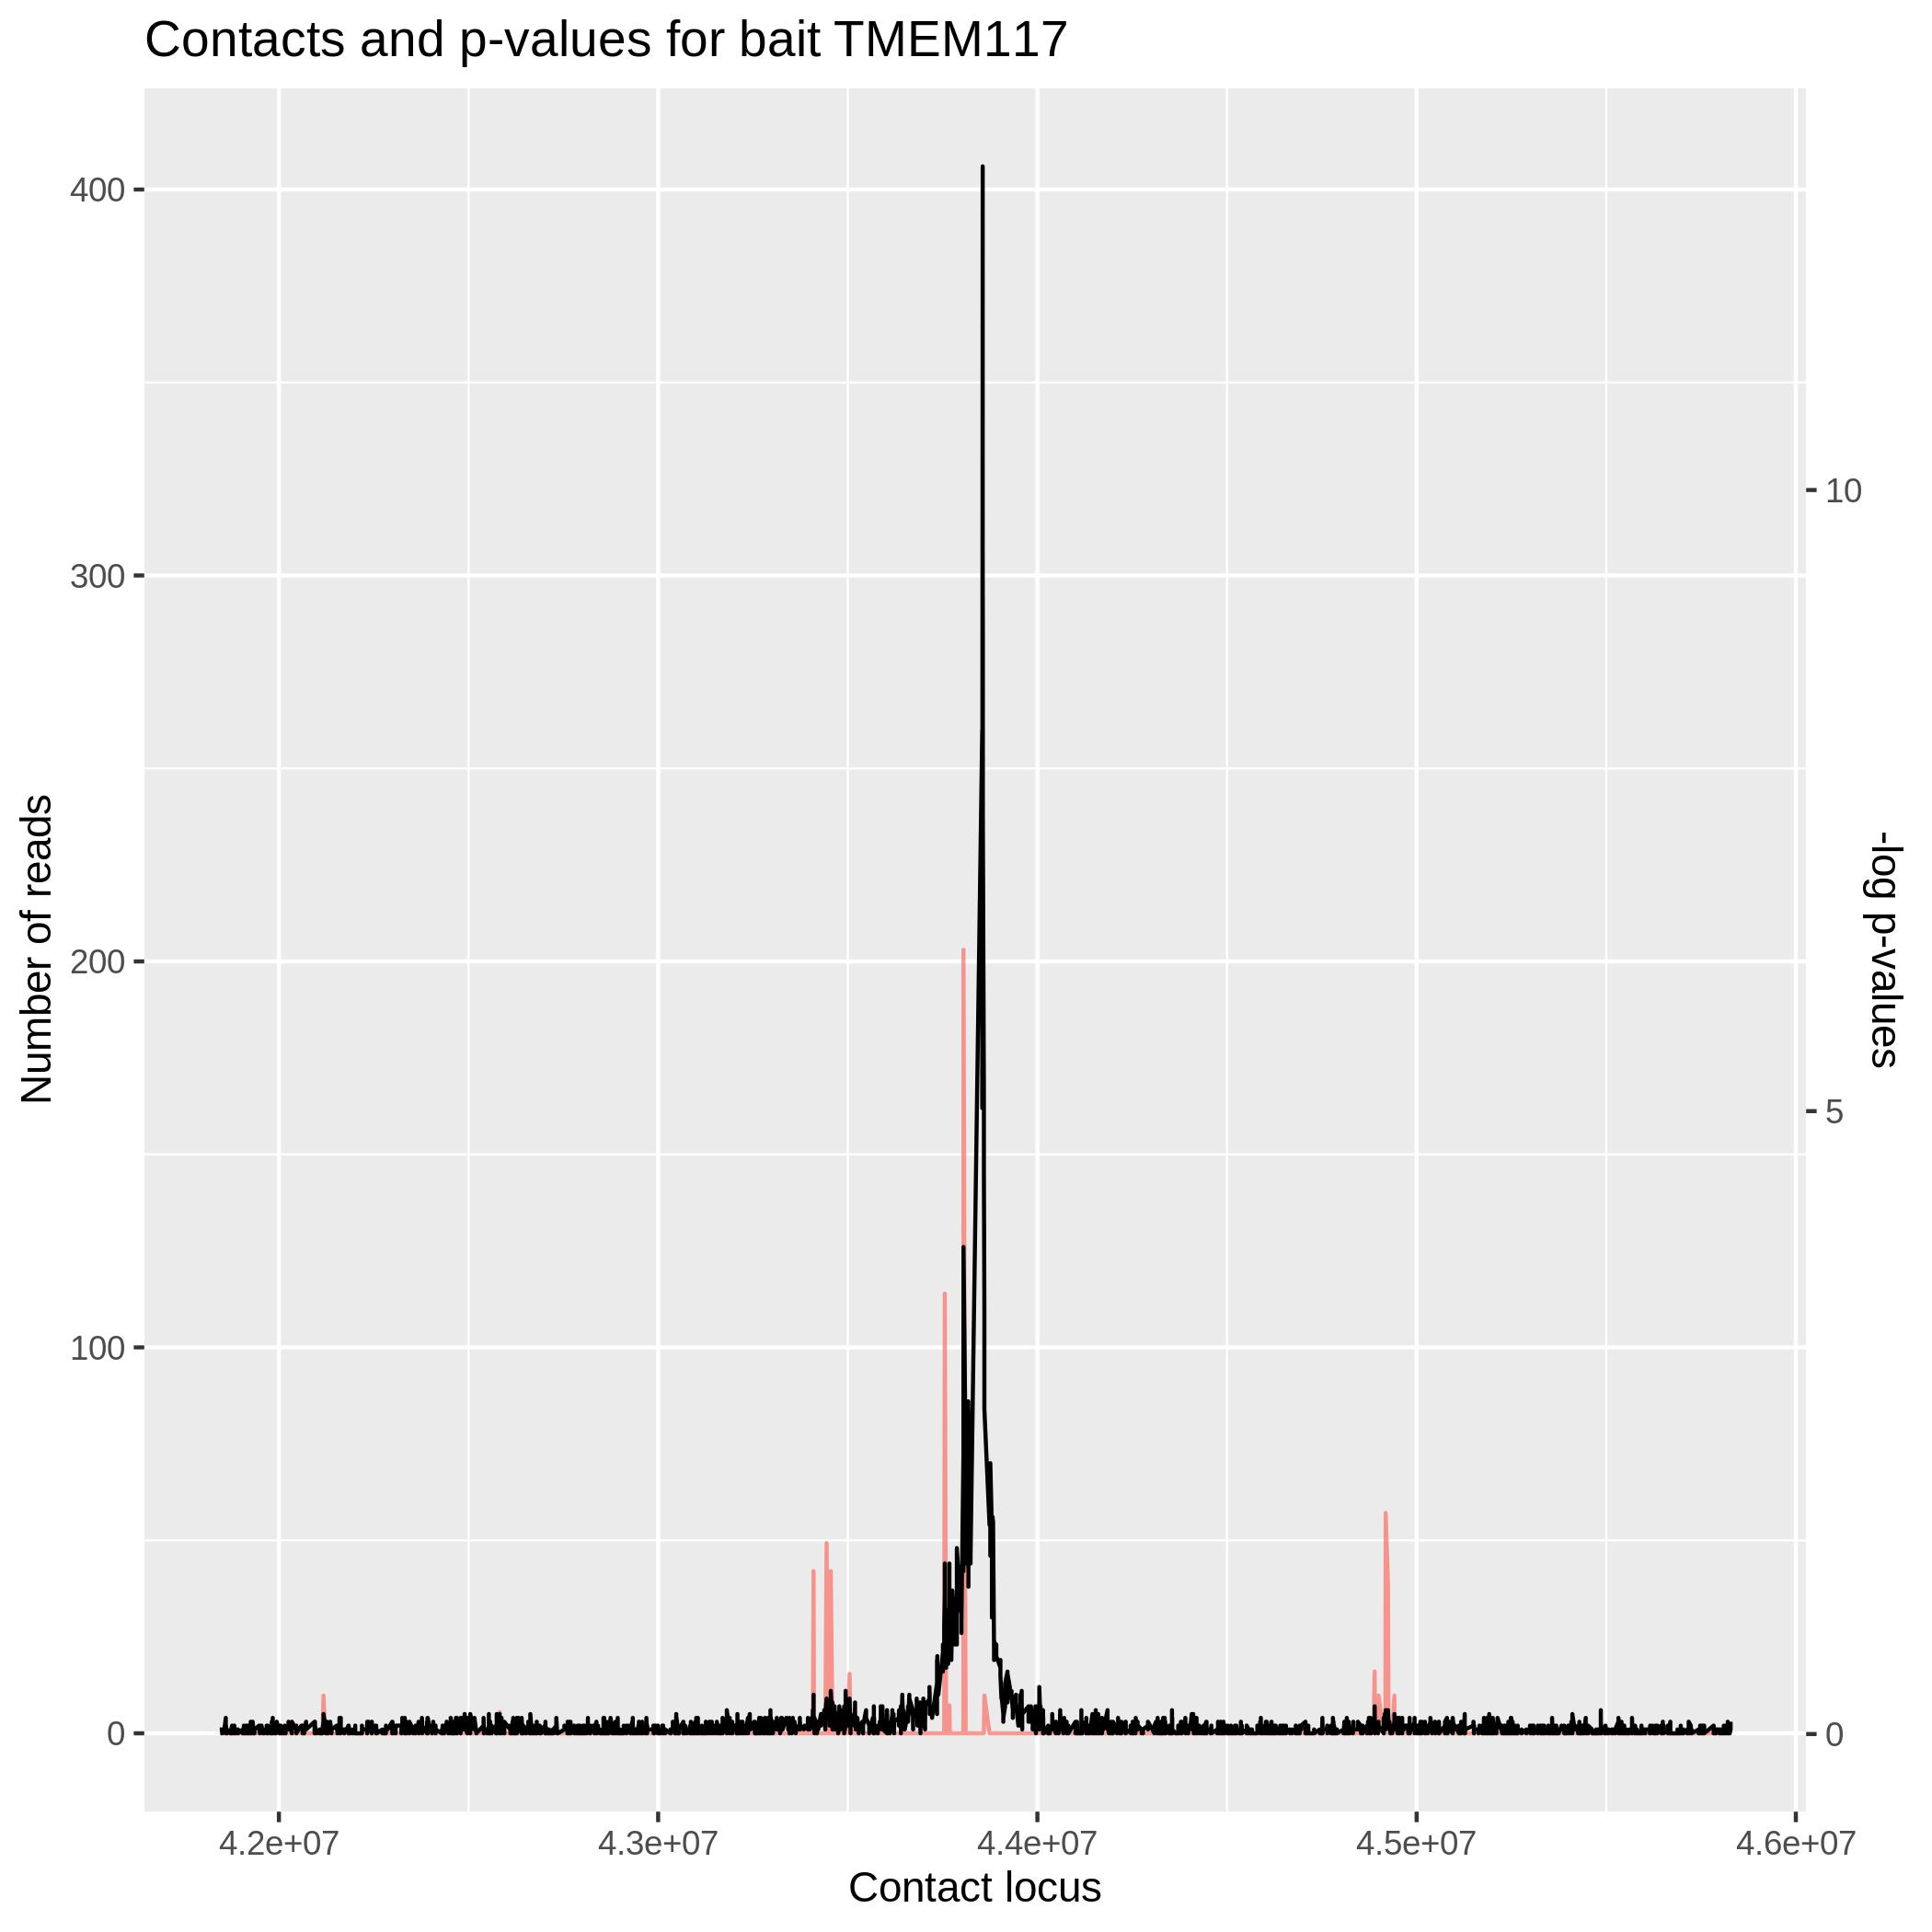 Contacts and p-values for bait TMEM117
400
300
200
100
0
Number of reads
10
5
0
-log p-values
4.2e+07 4.3e+07 4.4e+07 4.5e+07 4.6e+07
Contact locus